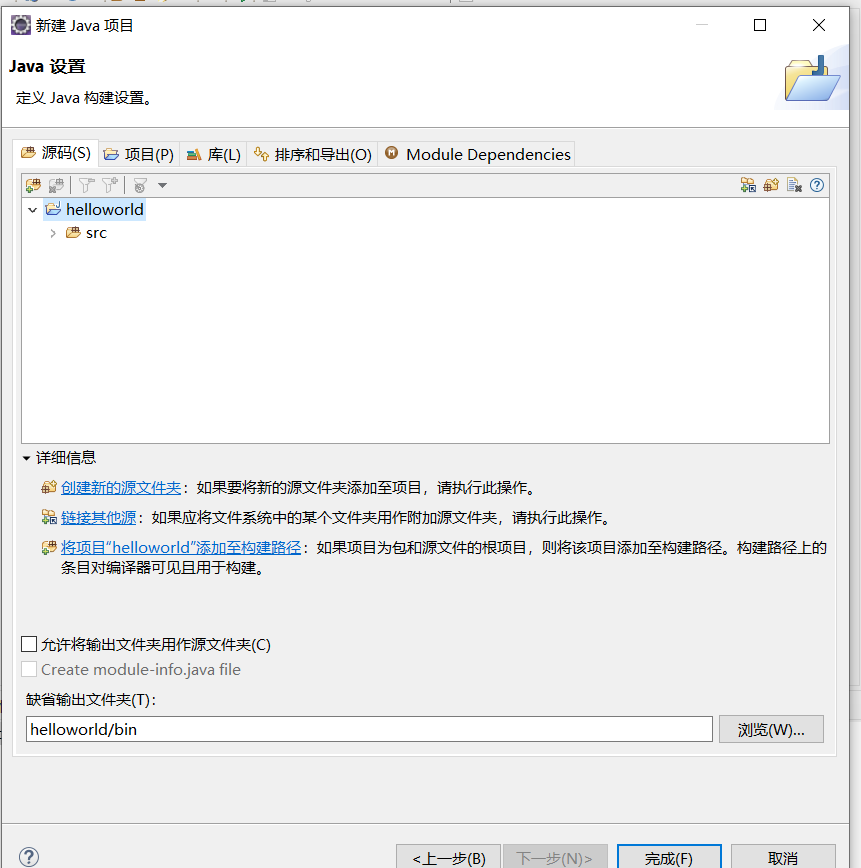 新建 Java 项目
Java 设置
定义 Java 构建设置。
源码(S) 项目(P) 库(L) 排序和导出(O) Module Dependencies
helloworld
src
详细信息
创建新的源文件夹：如果要将新的源文件夹添加至项目，请执行此操作。
链接其他源：如果应将文件系统中的某个文件夹用作附加源文件夹，请执行此操作。
将项目“helloworld”添加至构建路径：如果项目为包和源文件的根项目，则将该项目添加至构建路径。构建路径上的
条目对编译器可见且用于构建。
允许将输出文件夹用作源文件夹(C)
Create module-info.java file
缺省输出文件夹(T)：
helloworld/bin 浏览(W)...
<上一步(B) 下一步(N)> 完成(F) 取消